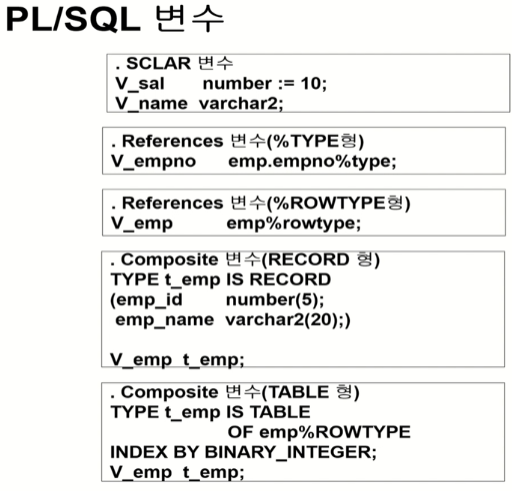 PL/SQL 변수
. SCLAR 변수
V_sal number := 10;
V_name varchar2;
. References 변수(%TYPE형)
V_empno emp.empno%type;
. References 변수(%ROWTYPE형)
V_emp emp%rowtype;
. Composite 변수(RECORD 형)
TYPE t_emp IS RECORD
(emp_id number(5);
emp_name varchar2(20);)
V_emp t_emp;
. Composite 변수(TABLE 형)
TYPE t_emp IS TABLE
OF emp%ROWTYPE
INDEX BY BINARY_INTEGER;
V_emp t_emp;